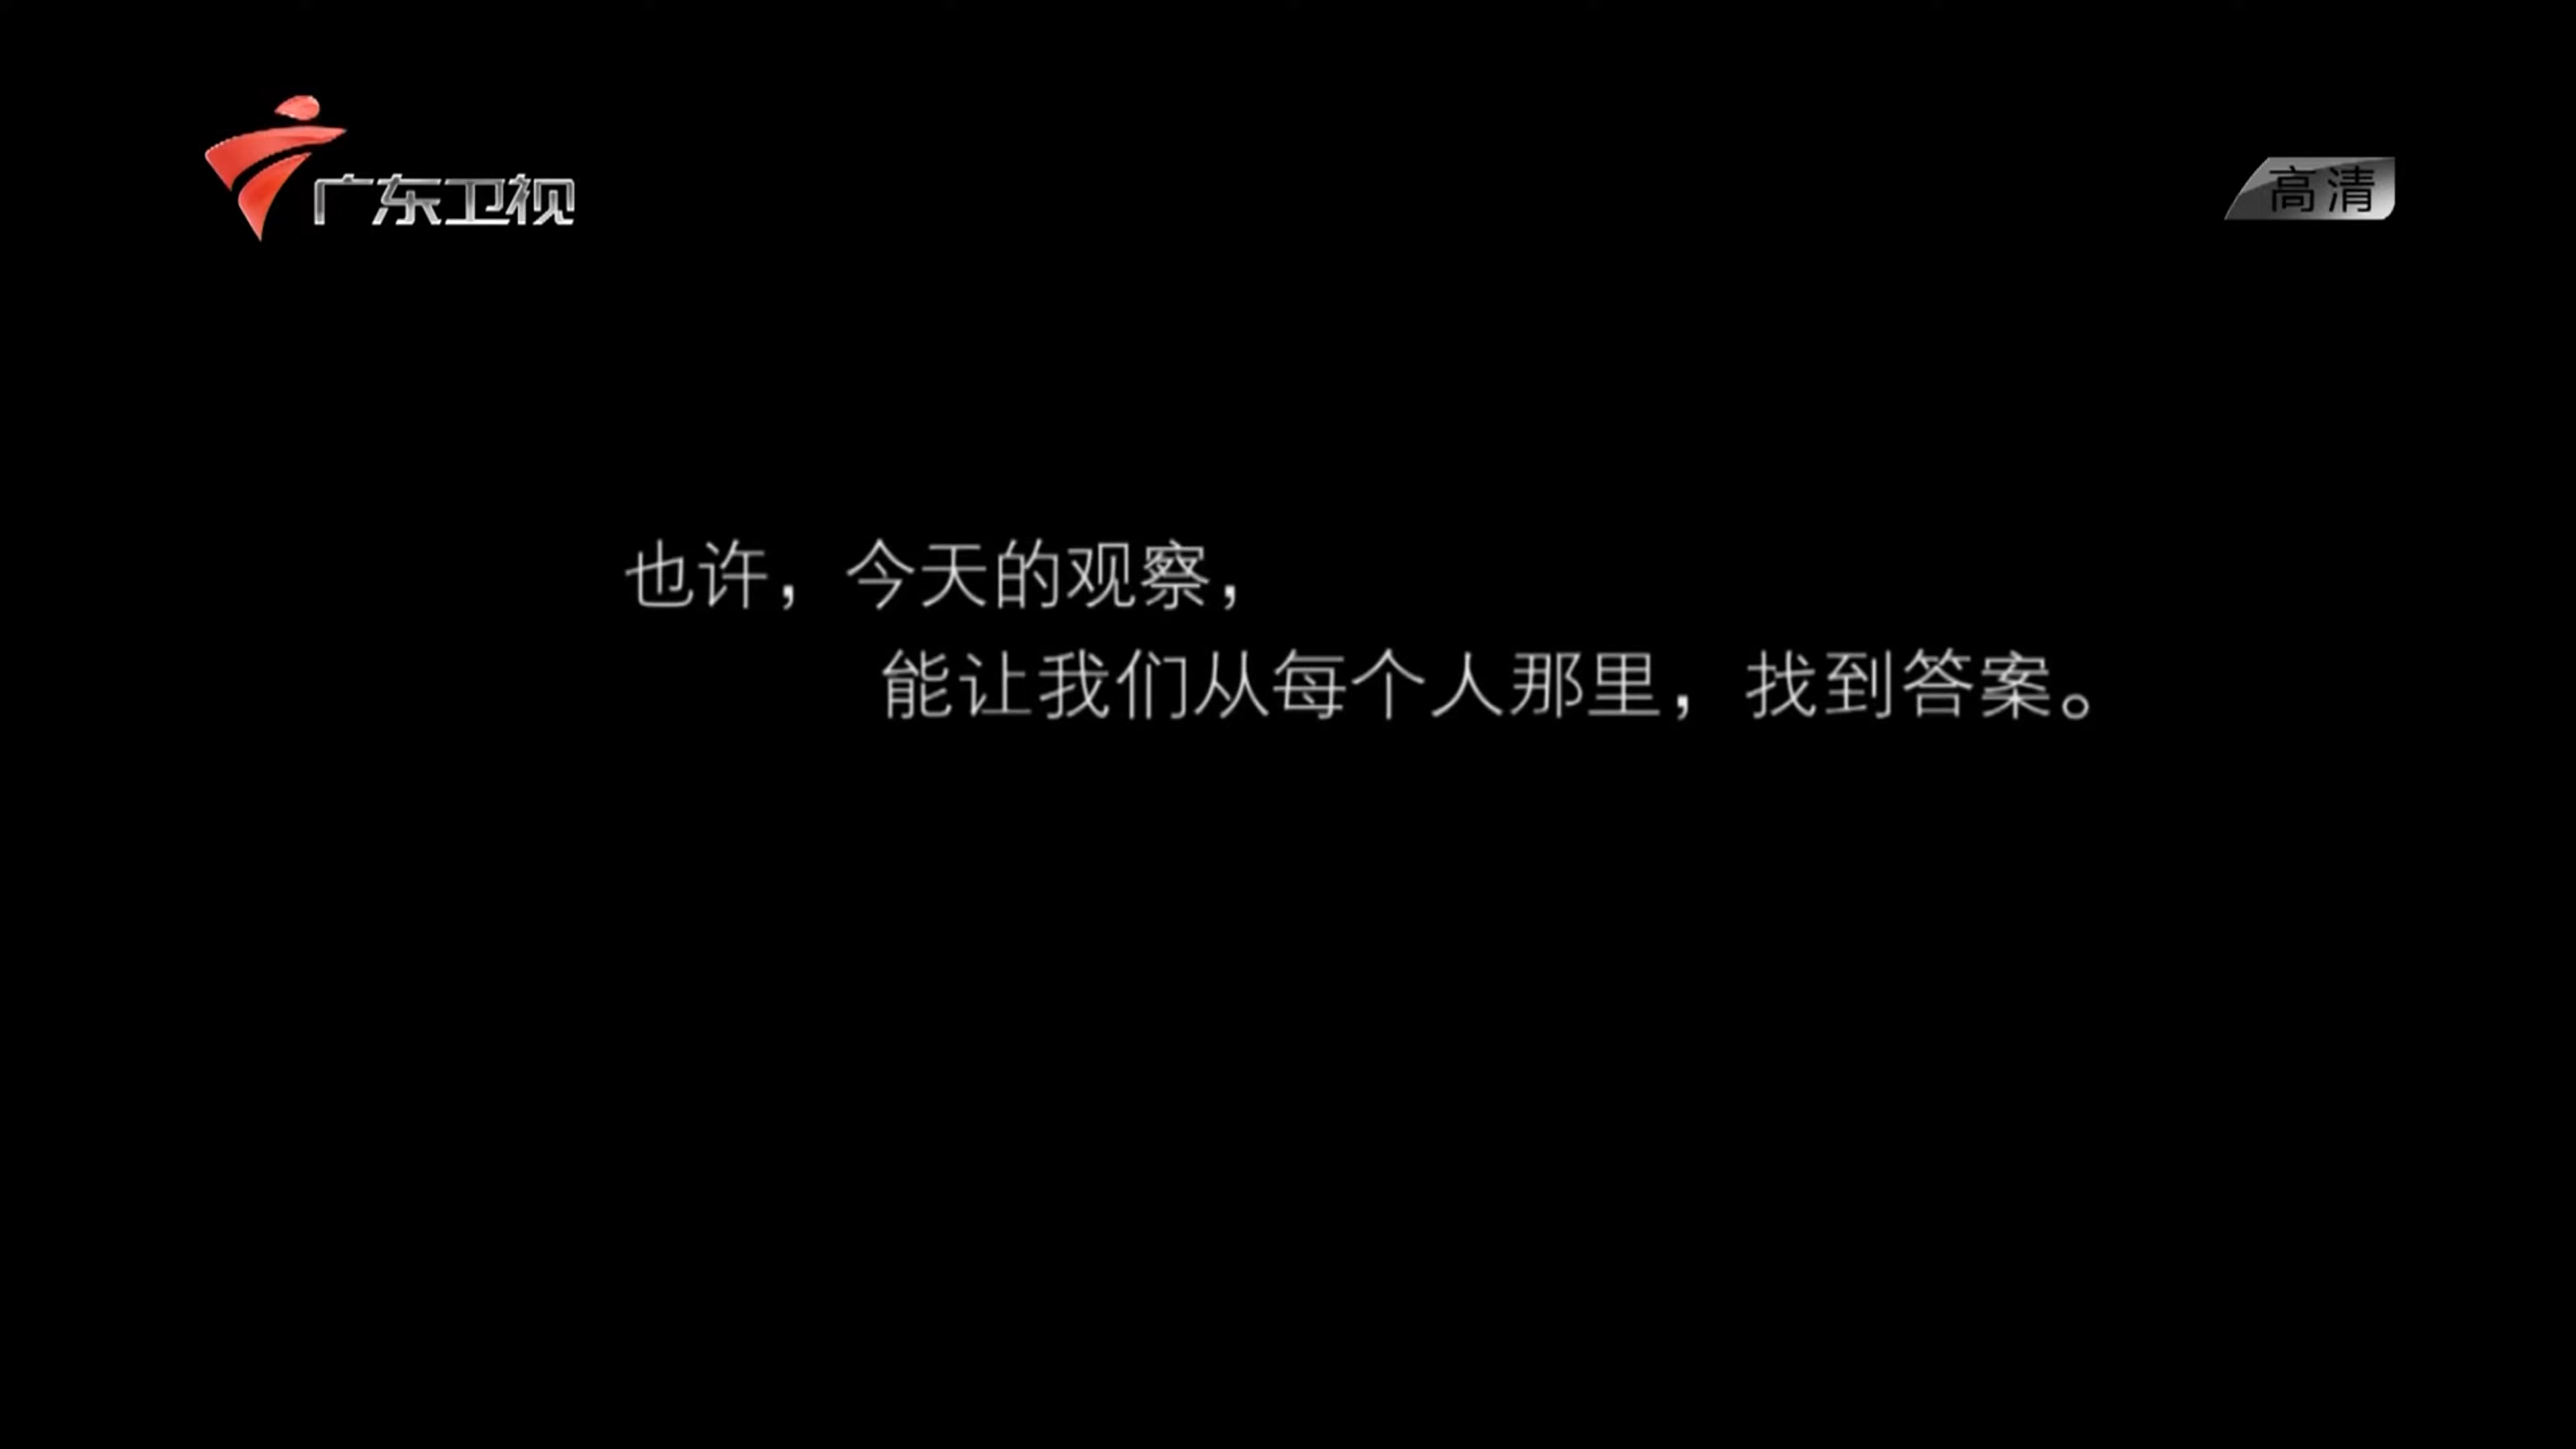 广东卫视
高清
也许，今天的观察，
能让我们从每个人那里，找到答案。